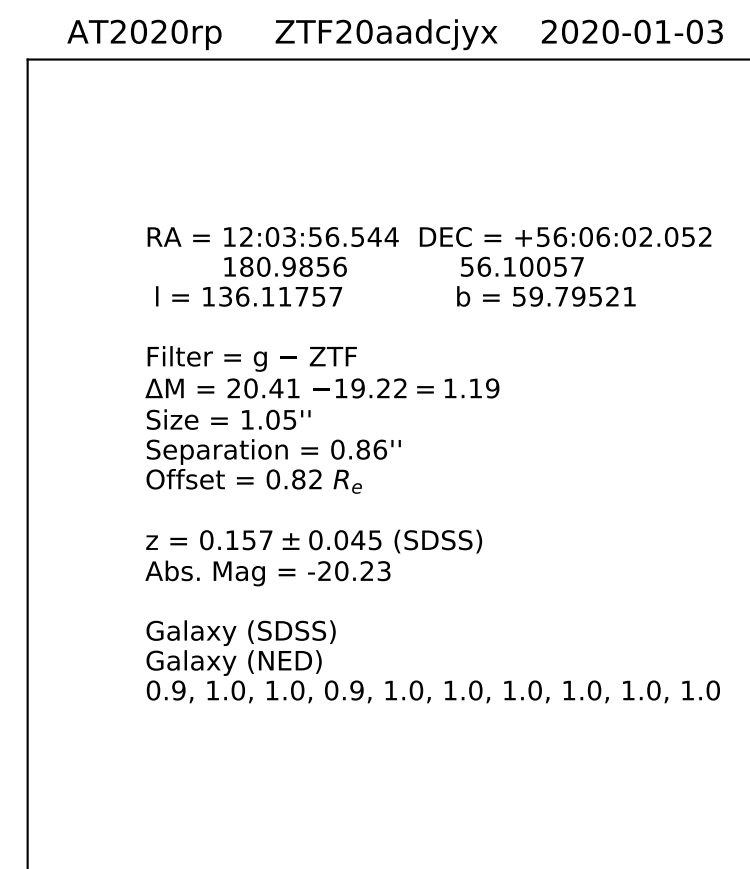 AT2020rp ZTF20aadcjyx 2020-01-03
RA = 12:03:56.544 DEC = +56:06:02.052
180.9856 56.10057
l = 136.11757 b = 59.79521
Filter = g − ZTF
ΔM = 20.41 −19.22 = 1.19
Size = 1.05''
Separation = 0.86''
Offset = 0.82 Rₑ
z = 0.157 ± 0.045 (SDSS)
Abs. Mag = -20.23
Galaxy (SDSS)
Galaxy (NED)
0.9, 1.0, 1.0, 0.9, 1.0, 1.0, 1.0, 1.0, 1.0, 1.0